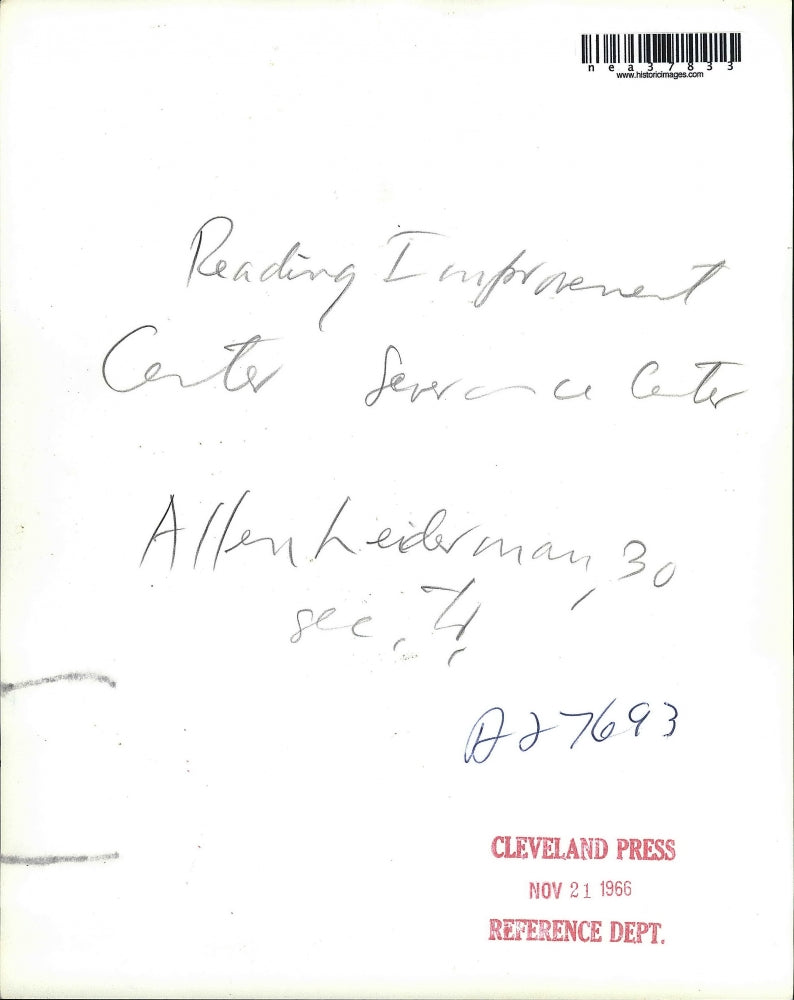 nea37833
www.historicimages.com
Reading Improvement
Center Severance Center
Allen Leiderman, 30
sec,
A27693
CLEVELAND PRESS
NOV 21 1966
REFERENCE DEPT.